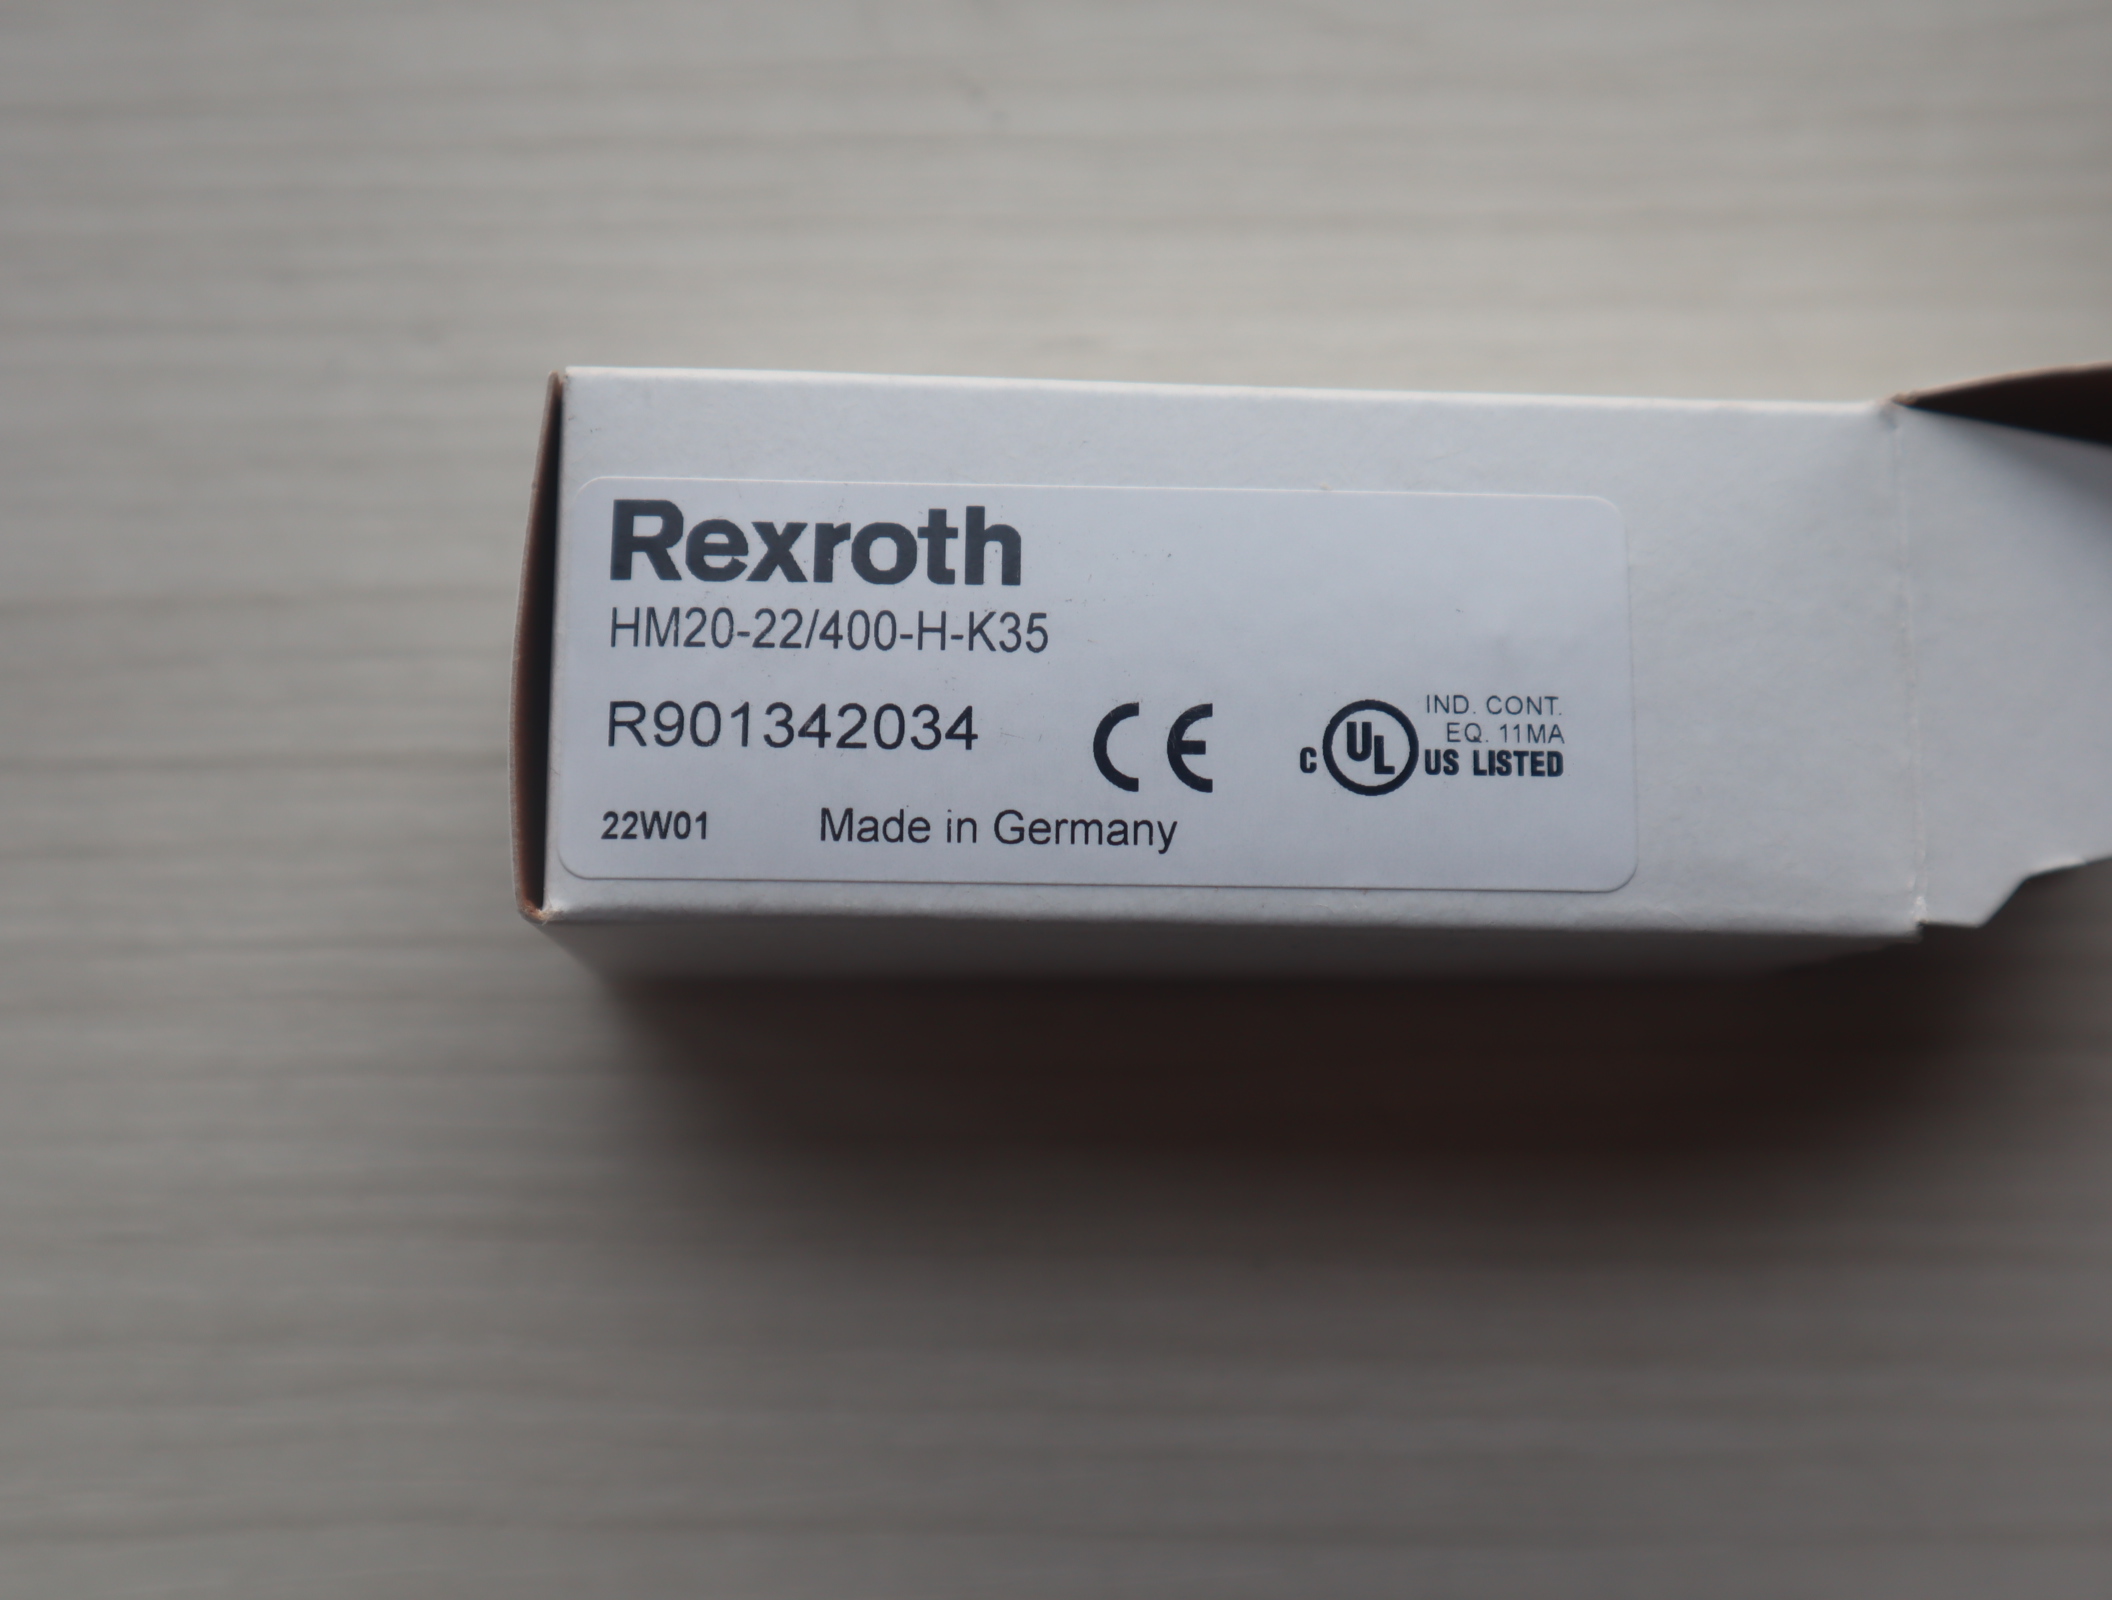 Rexroth
HM20-22/400-H-K35
R901342034
CE
IND. CONT.
EQ. 11MA
C UL US LISTED
22W01 Made in Germany